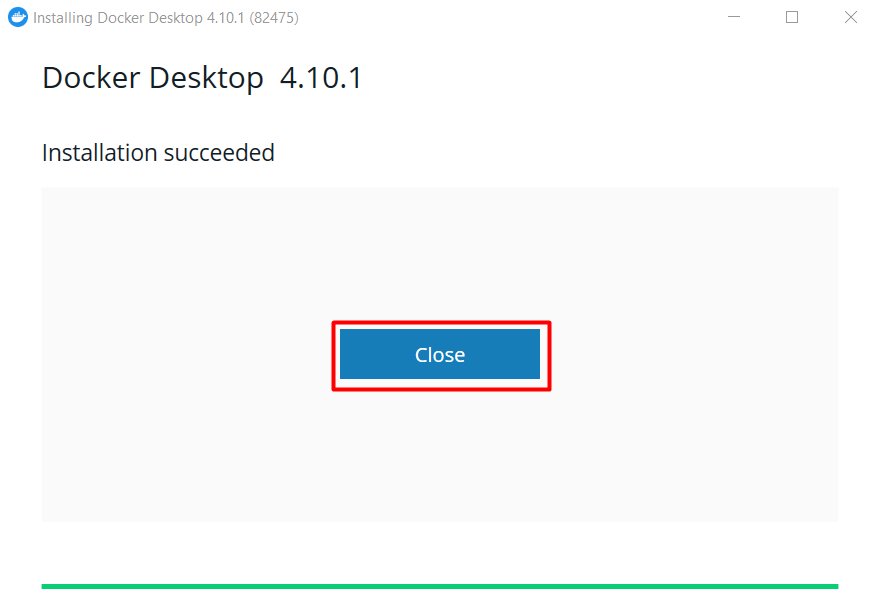 Installing Docker Desktop 4.10.1 (82475)
Docker Desktop 4.10.1
Installation succeeded
Close